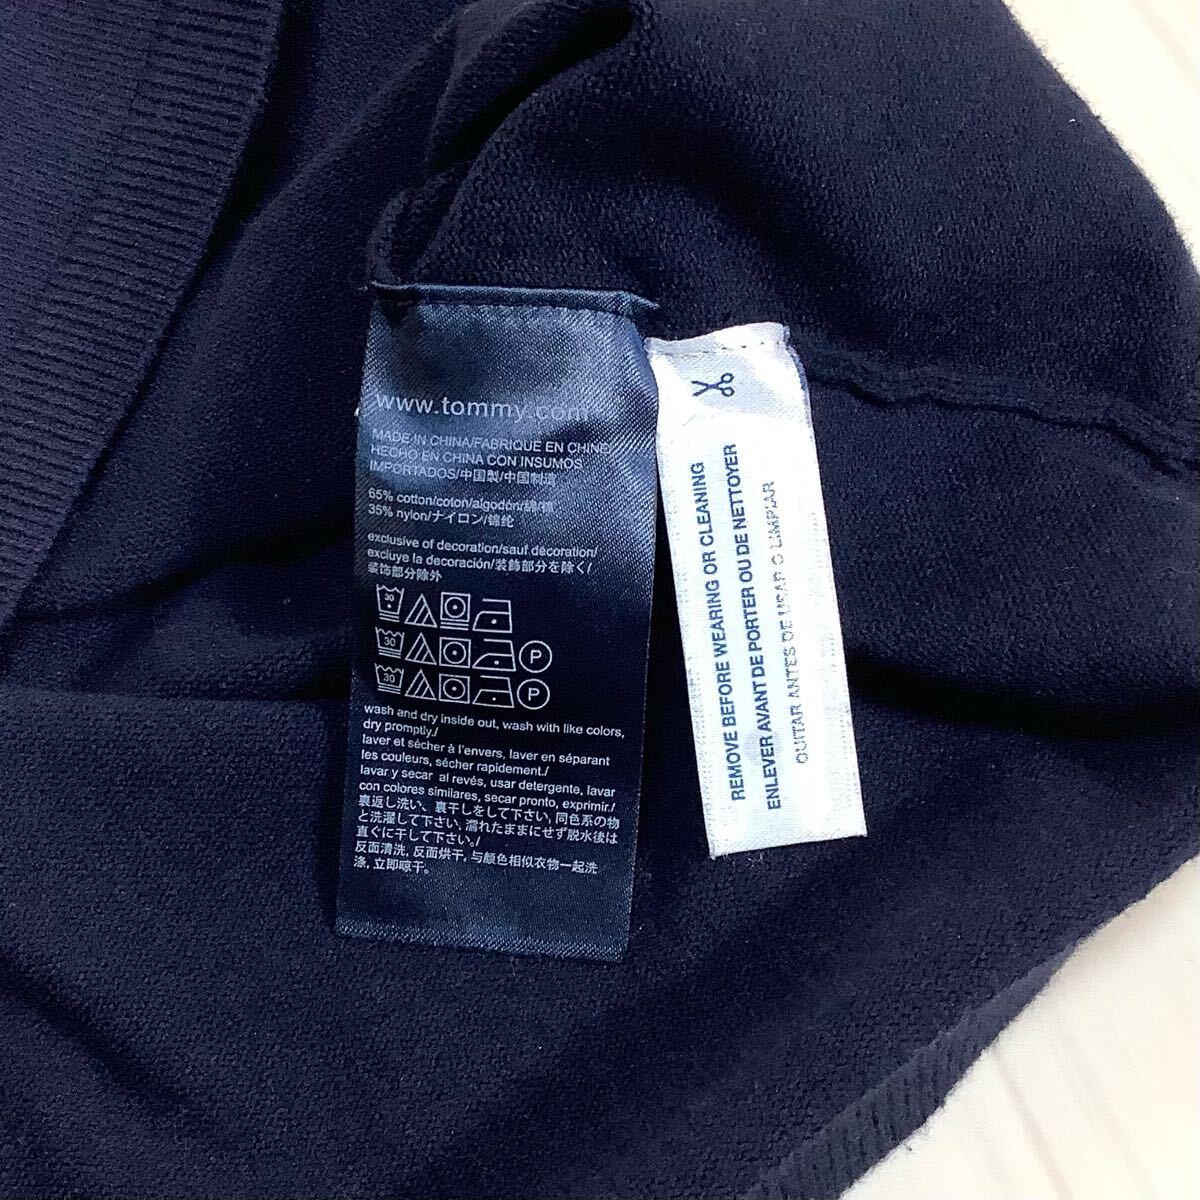 www.tommy.com
MADE IN CHINA/FABRIQUE EN CHINE/
HECHO EN CHINA CON INSUMOS
IMPORTADOS/中国製/中国制造
65% cotton/coton/algodón/綿/棉
35% nylon/ナイロン/锦纶
exclusive of decoration/sauf décoration/
excluye la decoración/装飾部分を除く/
装饰部分除外
30
30 P
30 P
wash and dry inside out, wash with like colors,
dry promptly./
laver et sécher à l'envers, laver en séparant
les couleurs, sécher rapidement./
lavar y secar al revés, usar detergente, lavar
con colores similares, secar pronto, exprimir./
裏返し洗い、裏干しをして下さい, 同色系の物
と洗濯して下さい, 濡れたままにせず脱水後は
直ぐに干して下さい。/
反面清洗, 反面烘干, 与颜色相似衣物一起洗
涤, 立即晾干。
REMOVE BEFORE WEARING OR CLEANING
ENLEVER AVANT DE PORTER OU DE NETTOYER
QUITAR ANTES DE USAR O LIMPIAR